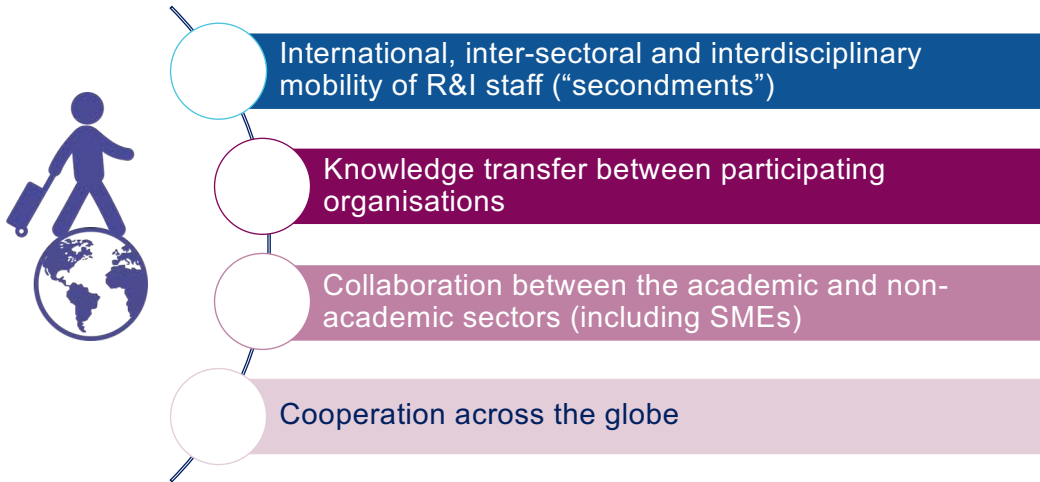 International, inter-sectoral and interdisciplinary
mobility of R&I staff (“secondments”)
Knowledge transfer between participating
organisations
Collaboration between the academic and non-
academic sectors (including SMEs)
Cooperation across the globe